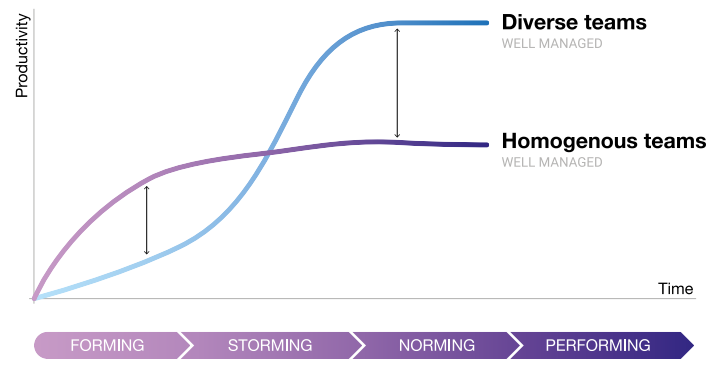 Productivity
Diverse teams
WELL MANAGED
Homogenous teams
WELL MANAGED
Time
FORMING
STORMING
NORMING
PERFORMING